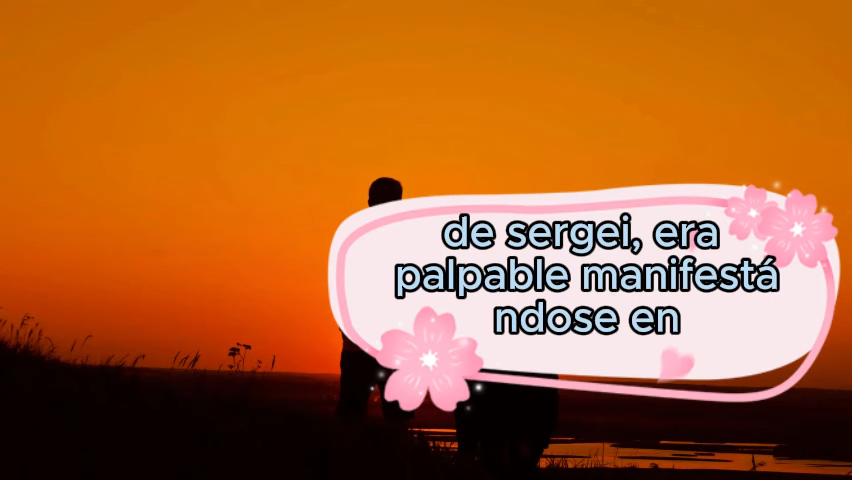 de sergei, era
palpable manifestá
ndose en